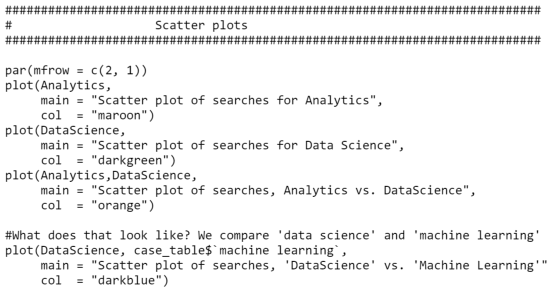 ###########################################################################
#                    Scatter plots
###########################################################################
par(mfrow = c(2, 1))
plot(Analytics,
     main = "Scatter plot of searches for Analytics",
     col  = "maroon")
plot(DataScience,
     main = "Scatter plot of searches for Data Science",
     col  = "darkgreen")
plot(Analytics,DataScience,
     main = "Scatter plot of searches, Analytics vs. DataScience",
     col  = "orange")
#What does that look like? We compare 'data science' and 'machine learning'
plot(DataScience, case_table$`machine learning`,
     main = "Scatter plot of searches, 'DataScience' vs. 'Machine Learning'"
     col  = "darkblue")